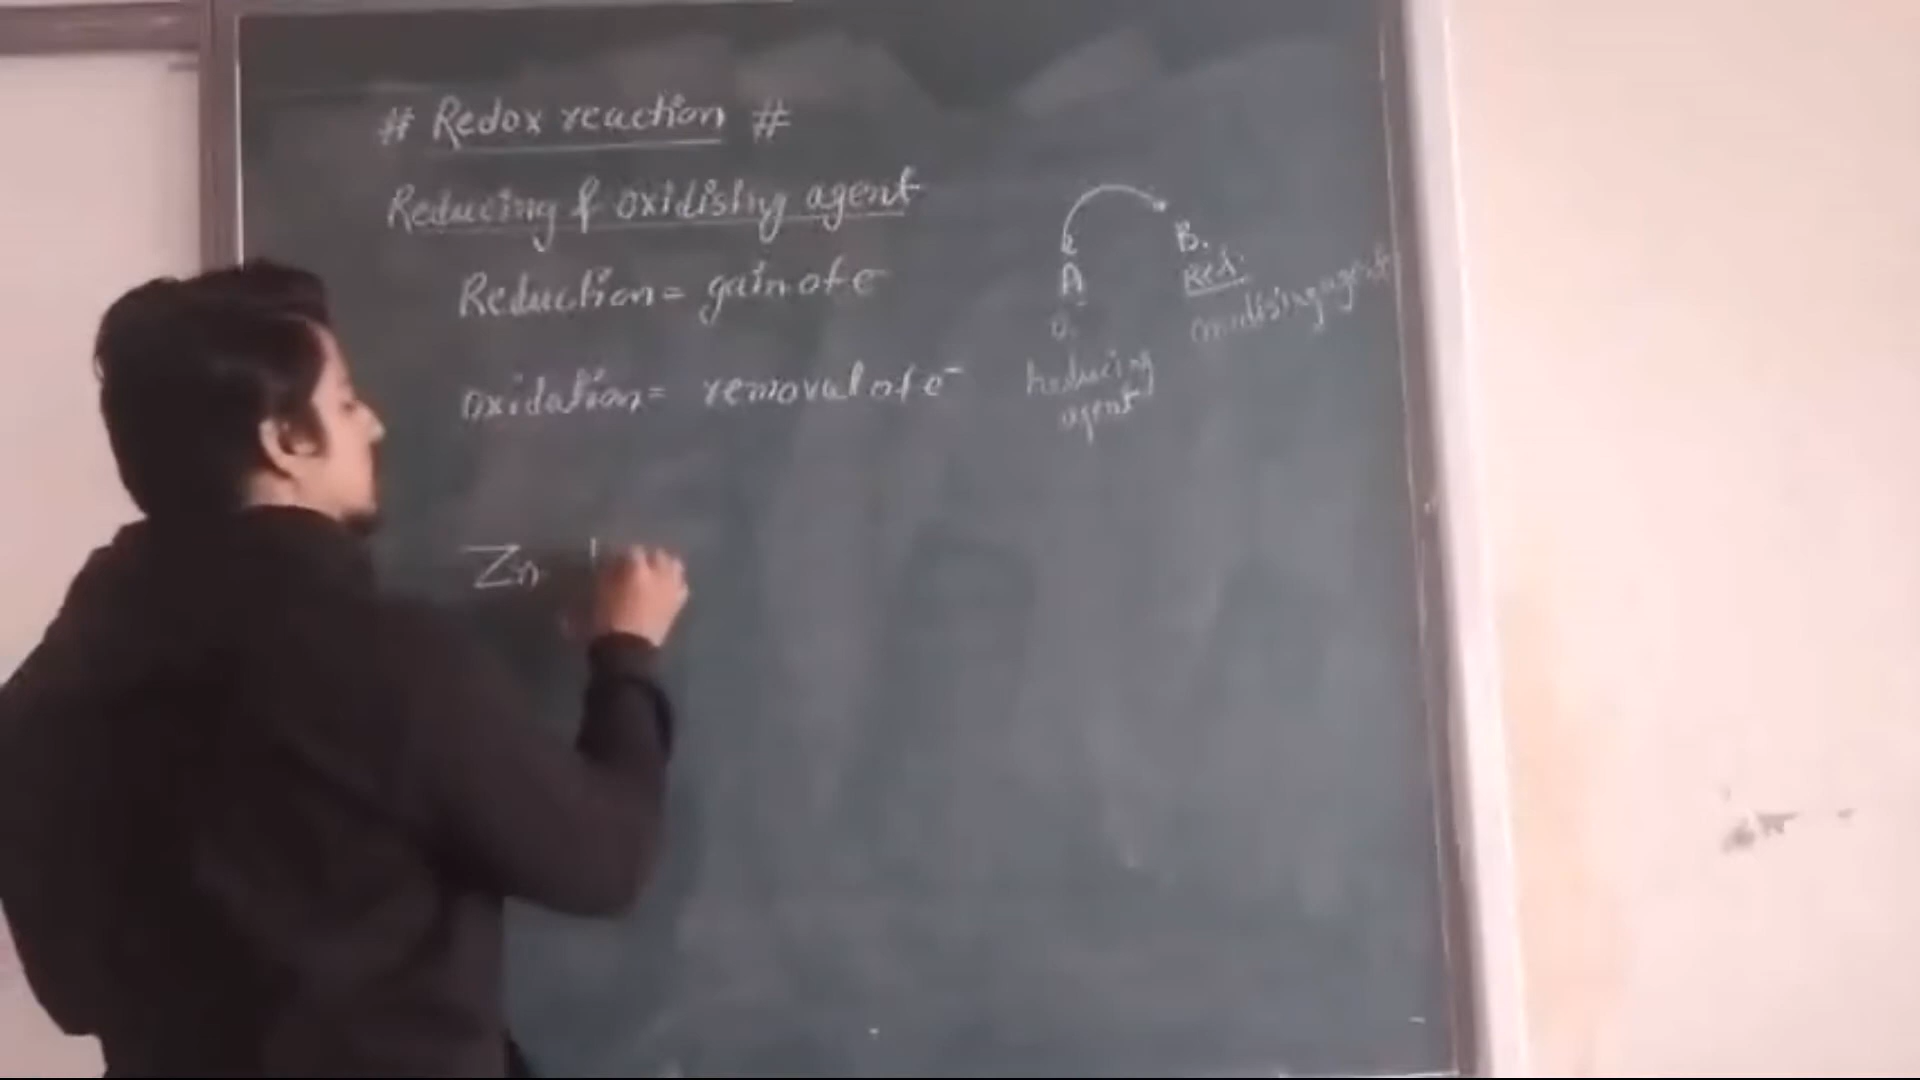 # Redox reaction #
Reducing & oxidising agent
Reduction = gain of e⁻
oxidation = removal of e⁻
Zn
e
A
O.
Reducing
agent
B.
Red.
oxidising agent